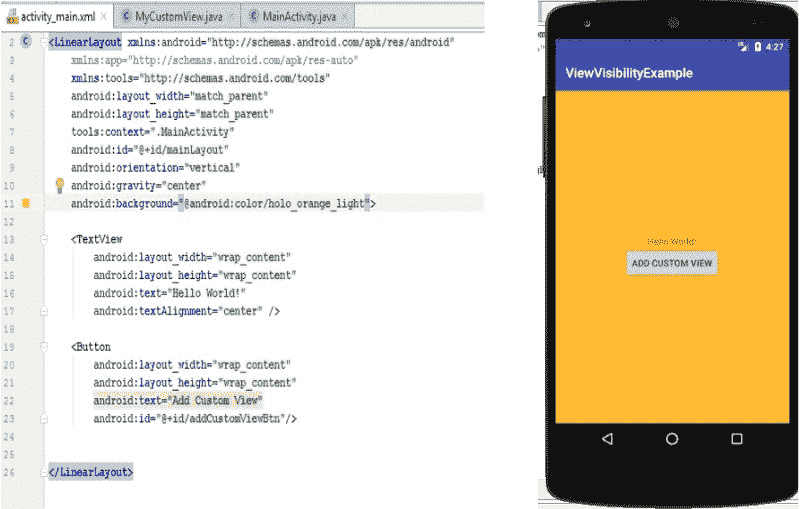 activity_main.xml
MyCustomView.java
MainActivity.java
2 <LinearLayout xmlns:android="http://schemas.android.com/apk/res/android"
3 xmlns:app="http://schemas.android.com/apk/res-auto"
4 xmlns:tools="http://schemas.android.com/tools"
5 android:layout_width="match_parent"
6 android:layout_height="match_parent"
7 tools:context=".MainActivity"
8 android:id="@+id/mainLayout"
9 android:orientation="vertical"
10 android:gravity="center"
11 android:background="@android:color/holo_orange_light">
12
13 <TextView
14 android:layout_width="wrap_content"
15 android:layout_height="wrap_content"
16 android:text="Hello World!"
17 android:textAlignment="center" />
18
19 <Button
20 android:layout_width="wrap_content"
21 android:layout_height="wrap_content"
22 android:text="Add Custom View"
23 android:id="@+id/addCustomViewBtn"/>
24
25
26 </LinearLayout>
4:27
ViewVisibilityExample
Hello World!
ADD CUSTOM VIEW